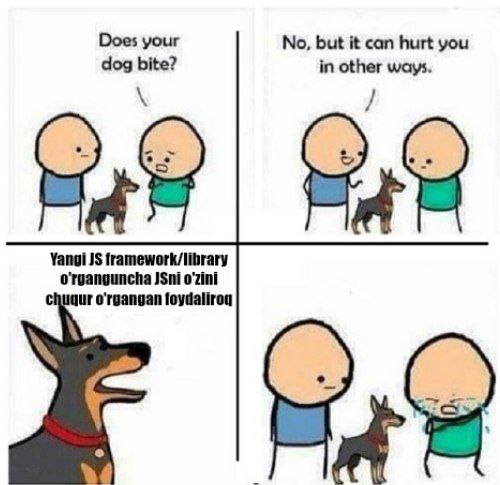 Does your
dog bite?
No, but it can hurt you
in other ways.
Yangi JS framework/library
o'rganguncha JSni o'zini
chuqur o'rgangan foydaliroq